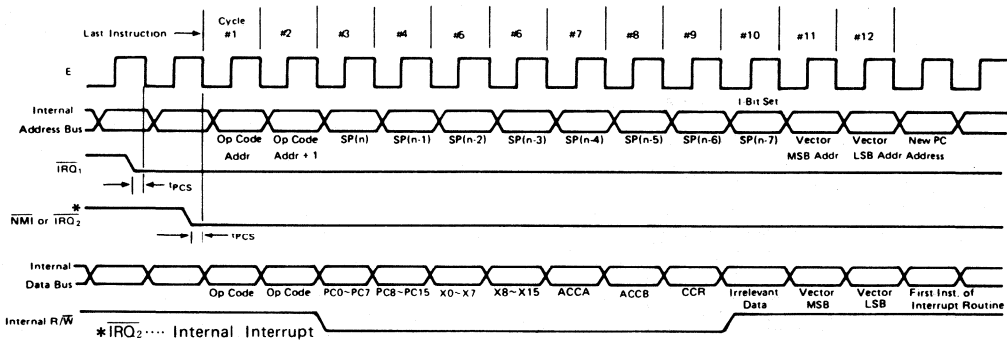 Last Instruction
Cycle
#1 #2 #3 #4 #6 #6 #7 #8 #9 #10 #11 #12
E
I-Bit Set
Internal
Address Bus
Op Code Addr
Op Code Addr + 1
SP(n) SP(n-1) SP(n-2) SP(n-3) SP(n-4) SP(n-5) SP(n-6) SP(n-7)
Vector MSB Addr
Vector LSB Addr
New PC Address
IRQ1
tPCS
*
NMI or IRQ2
tPCS
Internal
Data Bus
Op Code Op Code PC0~PC7 PC8~PC15 X0~X7 X8~X15 ACCA ACCB CCR
Irrelevant Data
Vector MSB
Vector LSB
First Inst. of Interrupt Routine
Internal R/W
*IRQ2 ···· Internal Interrupt